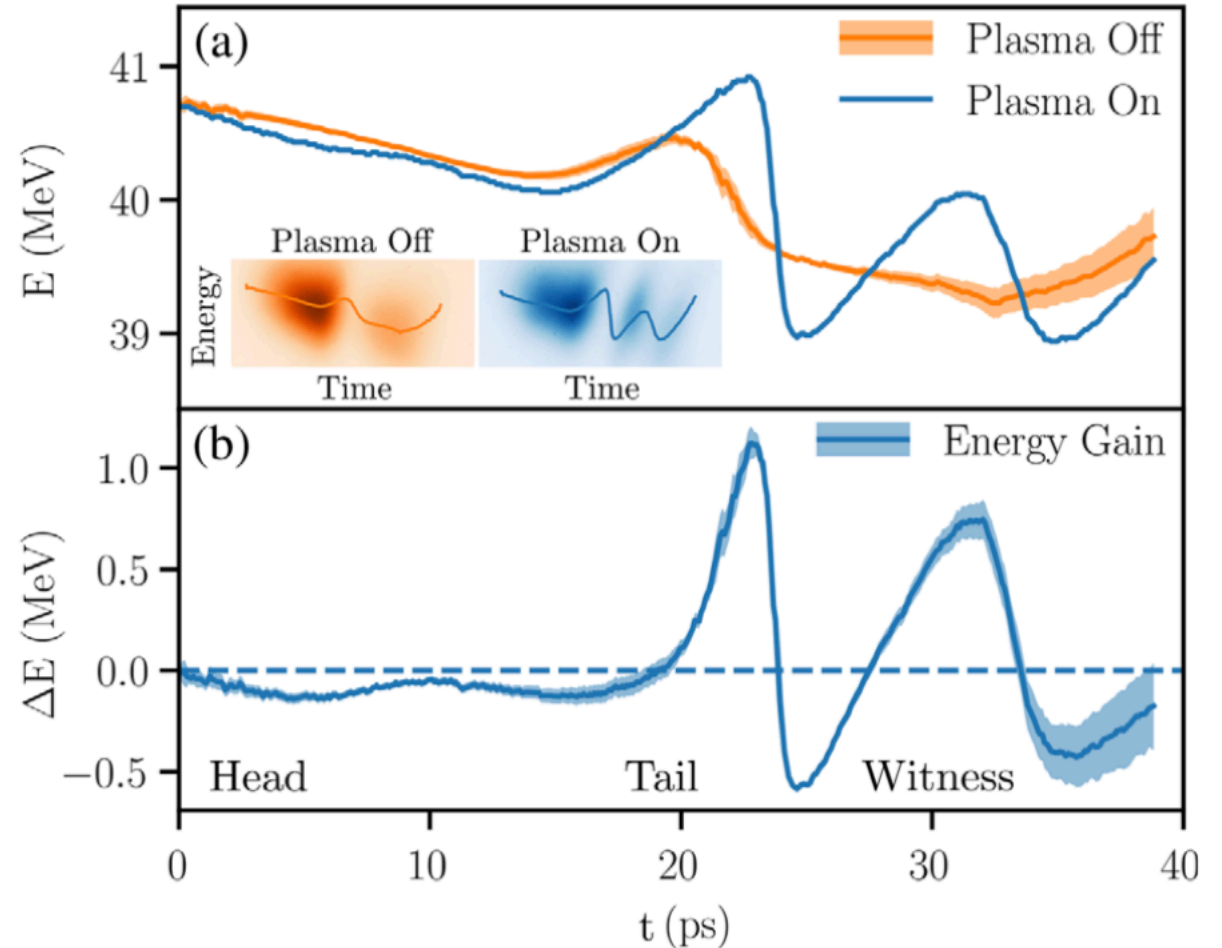 (a)
Plasma Off
Plasma On
E (MeV)
41
40
39
Plasma Off
Plasma On
Energy
Time
Time
(b)
Energy Gain
ΔE (MeV)
1.0
0.5
0.0
−0.5
Head
Tail
Witness
0
10
20
30
40
t (ps)